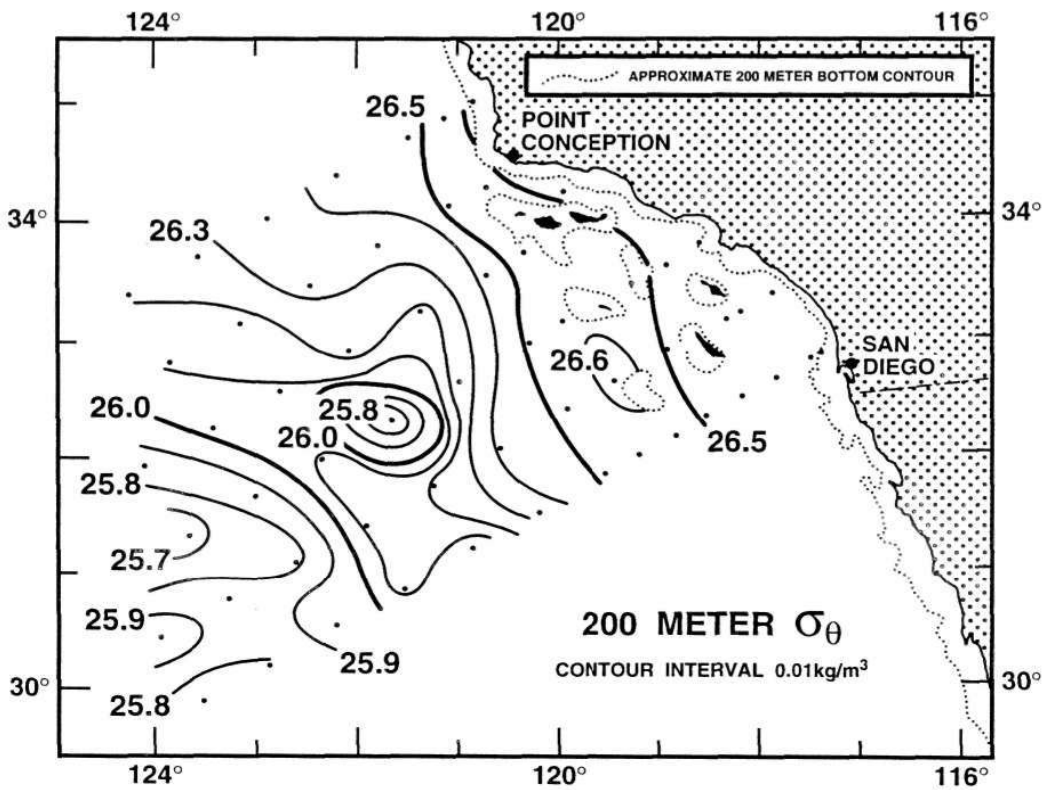 124° 120° 116°
APPROXIMATE 200 METER BOTTOM CONTOUR
26.5
POINT
CONCEPTION
34° 34°
26.3
26.0
25.8
26.0
26.6
SAN
DIEGO
26.5
25.8
25.7
25.9
25.9
25.8
200 METER σθ
CONTOUR INTERVAL 0.01kg/m³
30° 30°
124° 120° 116°